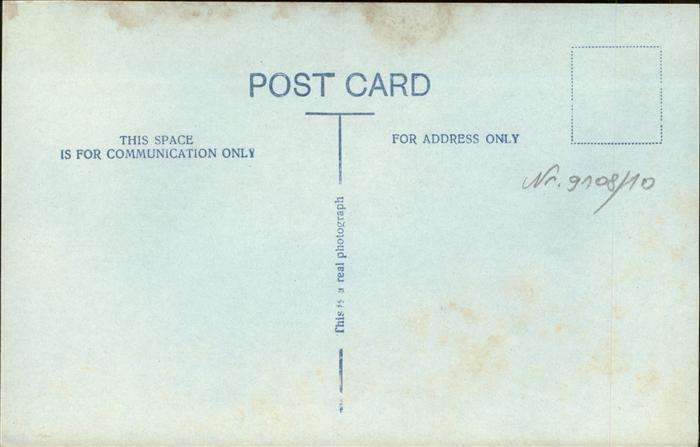 POST CARD
THIS SPACE
IS FOR COMMUNICATION ONLY
FOR ADDRESS ONLY
Nr. 9108/10
This is a real photograph